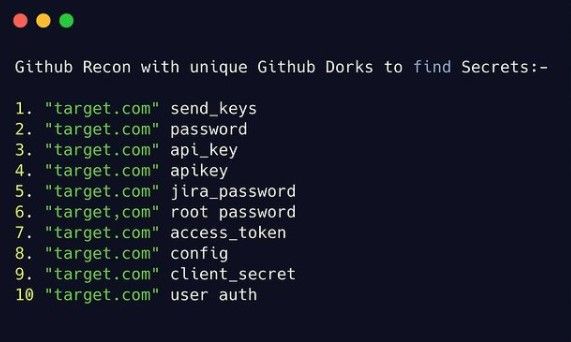 Github Recon with unique Github Dorks to find Secrets:-
1. "target.com" send_keys
2. "target.com" password
3. "target.com" api_key
4. "target.com" apikey
5. "target.com" jira_password
6. "target,com" root password
7. "target.com" access_token
8. "target.com" config
9. "target.com" client_secret
10 "target.com" user auth